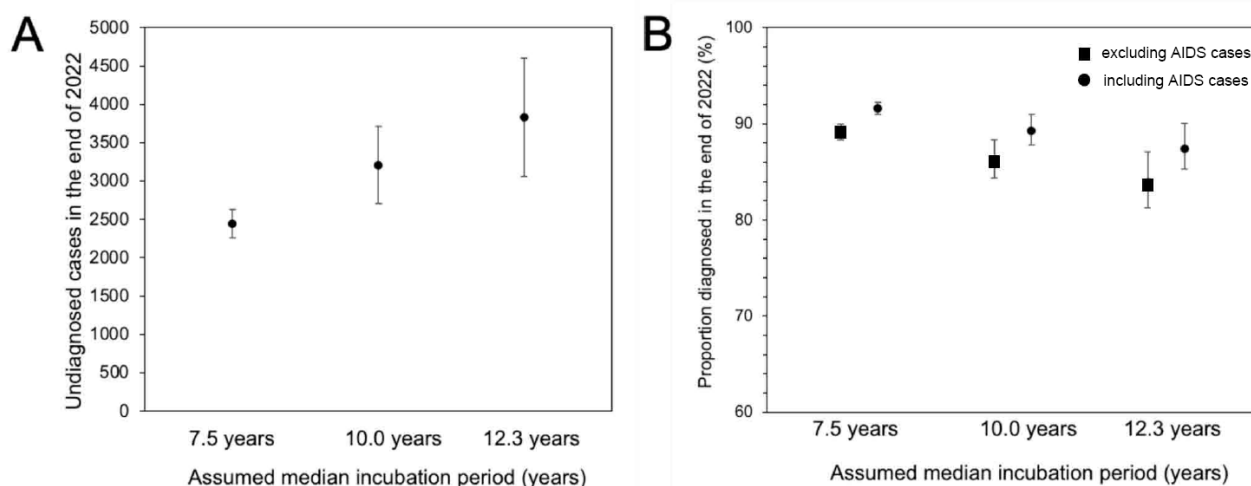 A
Undiagnosed cases in the end of 2022
5000
4500
4000
3500
3000
2500
2000
1500
1000
500
0
7.5 years
10.0 years
12.3 years
Assumed median incubation period (years)
B
Proportion diagnosed in the end of 2022 (%)
100
90
80
70
60
excluding AIDS cases
including AIDS cases
7.5 years
10.0 years
12.3 years
Assumed median incubation period (years)